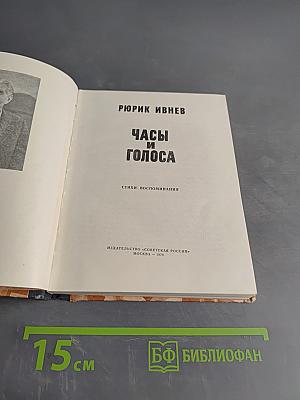 РЮРИК ИВНЕВ
ЧАСЫ
И
ГОЛОСА
СТИХИ ВОСПОМИНАНИЯ
ИЗДАТЕЛЬСТВО «СОВЕТСКАЯ РОССИЯ»
МОСКВА — 1978
15 СМ
БФ БИБЛИОФАН